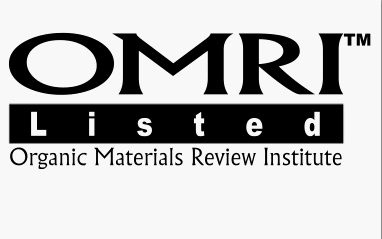 OMRI™
Listed
Organic Materials Review Institute